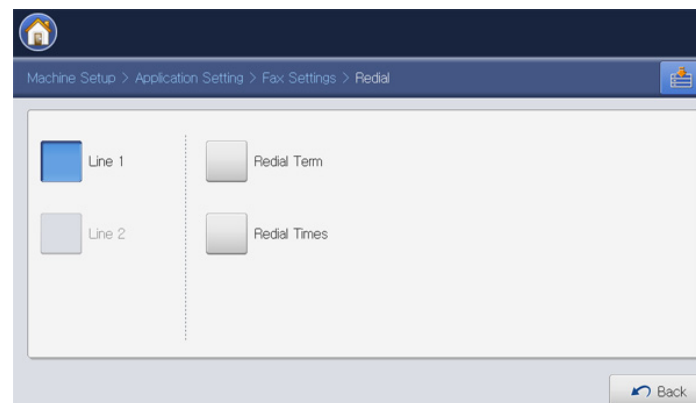 Machine Setup > Application Setting > Fax Settings > Redial
Line 1
Redial Term
Line 2
Redial Times
Back